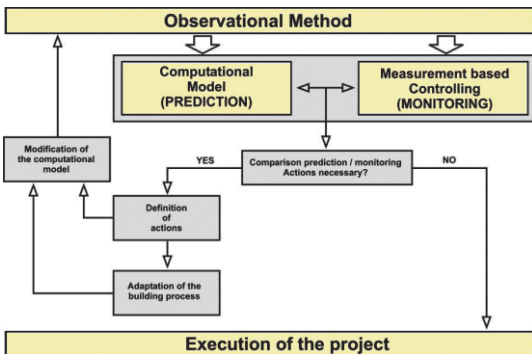 Observational Method
Computational
Model
(PREDICTION)
Measurement based
Controlling
(MONITORING)
Modification of
the computational
model
YES
Comparison prediction / monitoring
Actions necessary?
NO
Definition
of
actions
Adaptation of the
building process
Execution of the project